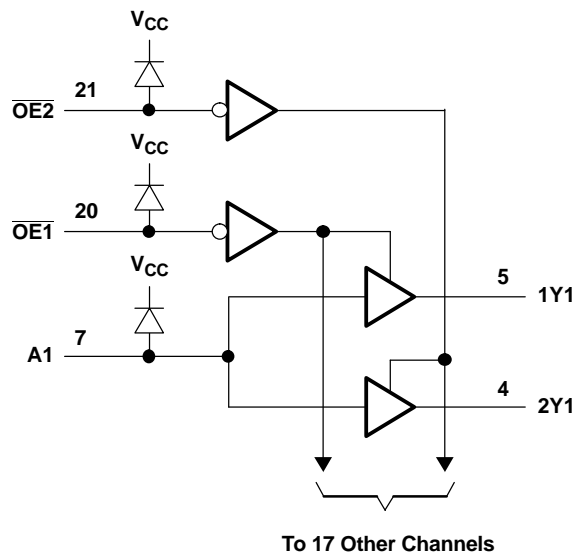 VCC
21
OE2
VCC
20
OE1
VCC
7
A1
5
1Y1
4
2Y1
To 17 Other Channels